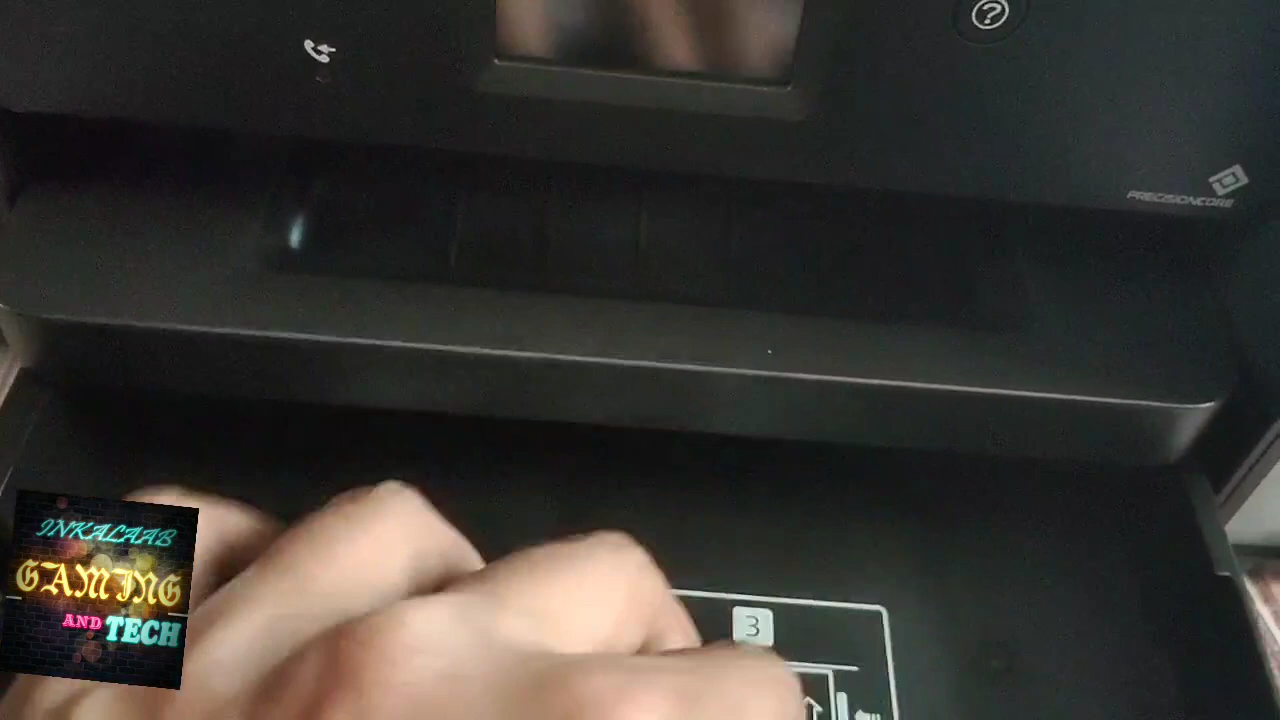 ?
PRECISIONCORE
3
INKALAAB
GAMING
AND TECH